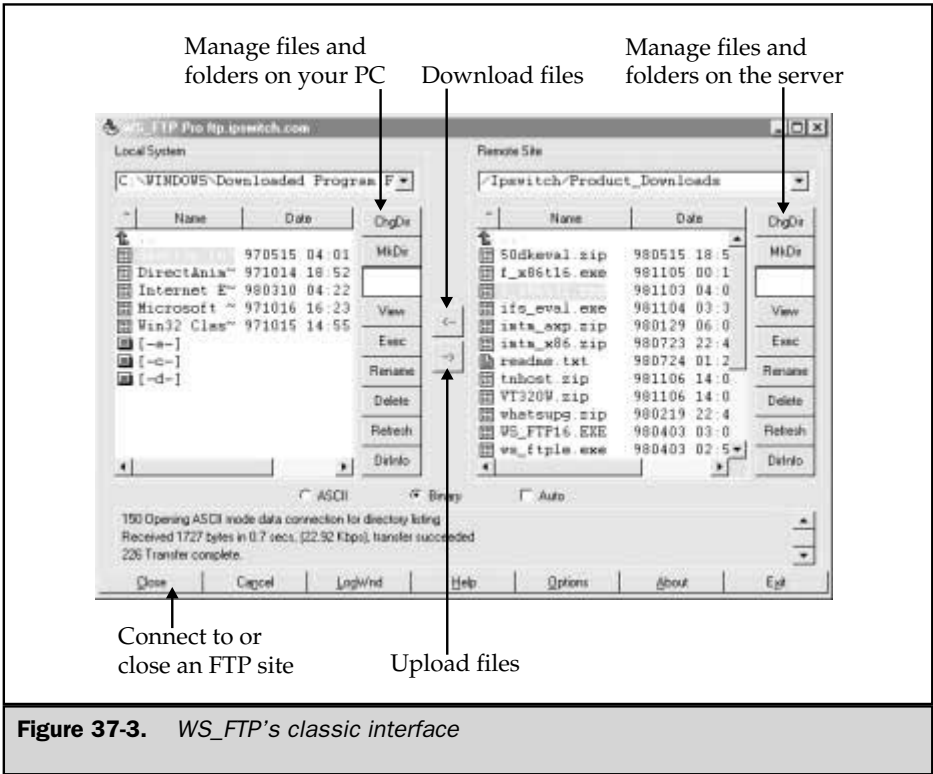 Manage files and
folders on your PC
Download files
Manage files and
folders on the server
WS_FTP Pro ftp.ipswitch.com
Local System
Remote Site
C:\WINDOWS\Downloaded Program F
/Ipswitch/Product_Downloads
^ Name Date
ChgDir
^ Name Date
ChgDir
..
970515 04:01
MkDir
DirectAnim~ 971014 18:52
Internet E~ 980310 04:22
Microsoft ~ 971016 16:23
View
Win32 Clas~ 971015 14:55
[-a-]
Exec
[-c-]
Rename
[-d-]
Delete
Refresh
DirInfo
<-
->
..
50dkeval.zip 980515 18:5
MkDir
f_x86t16.exe 981105 00:1
981103 04:0
ifs_eval.exe 981104 03:3
View
imtm_axp.zip 980129 06:0
imtm_x86.zip 980723 22:4
Exec
readme.txt 980724 01:2
Rename
tnhost.zip 981106 14:0
VT320W.zip 981106 14:0
Delete
whatsupg.zip 980219 22:4
WS_FTP16.EXE 980403 03:0
Refresh
ws_ftple.exe 980403 02:5
DirInfo
ASCII Binary Auto
150 Opening ASCII mode data connection for directory listing
Received 1727 bytes in 0.7 secs, (22.92 Kbps), transfer succeeded
226 Transfer complete.
Close Cancel LogWnd Help Options About Exit
Connect to or
close an FTP site
Upload files
Figure 37-3. WS_FTP's classic interface